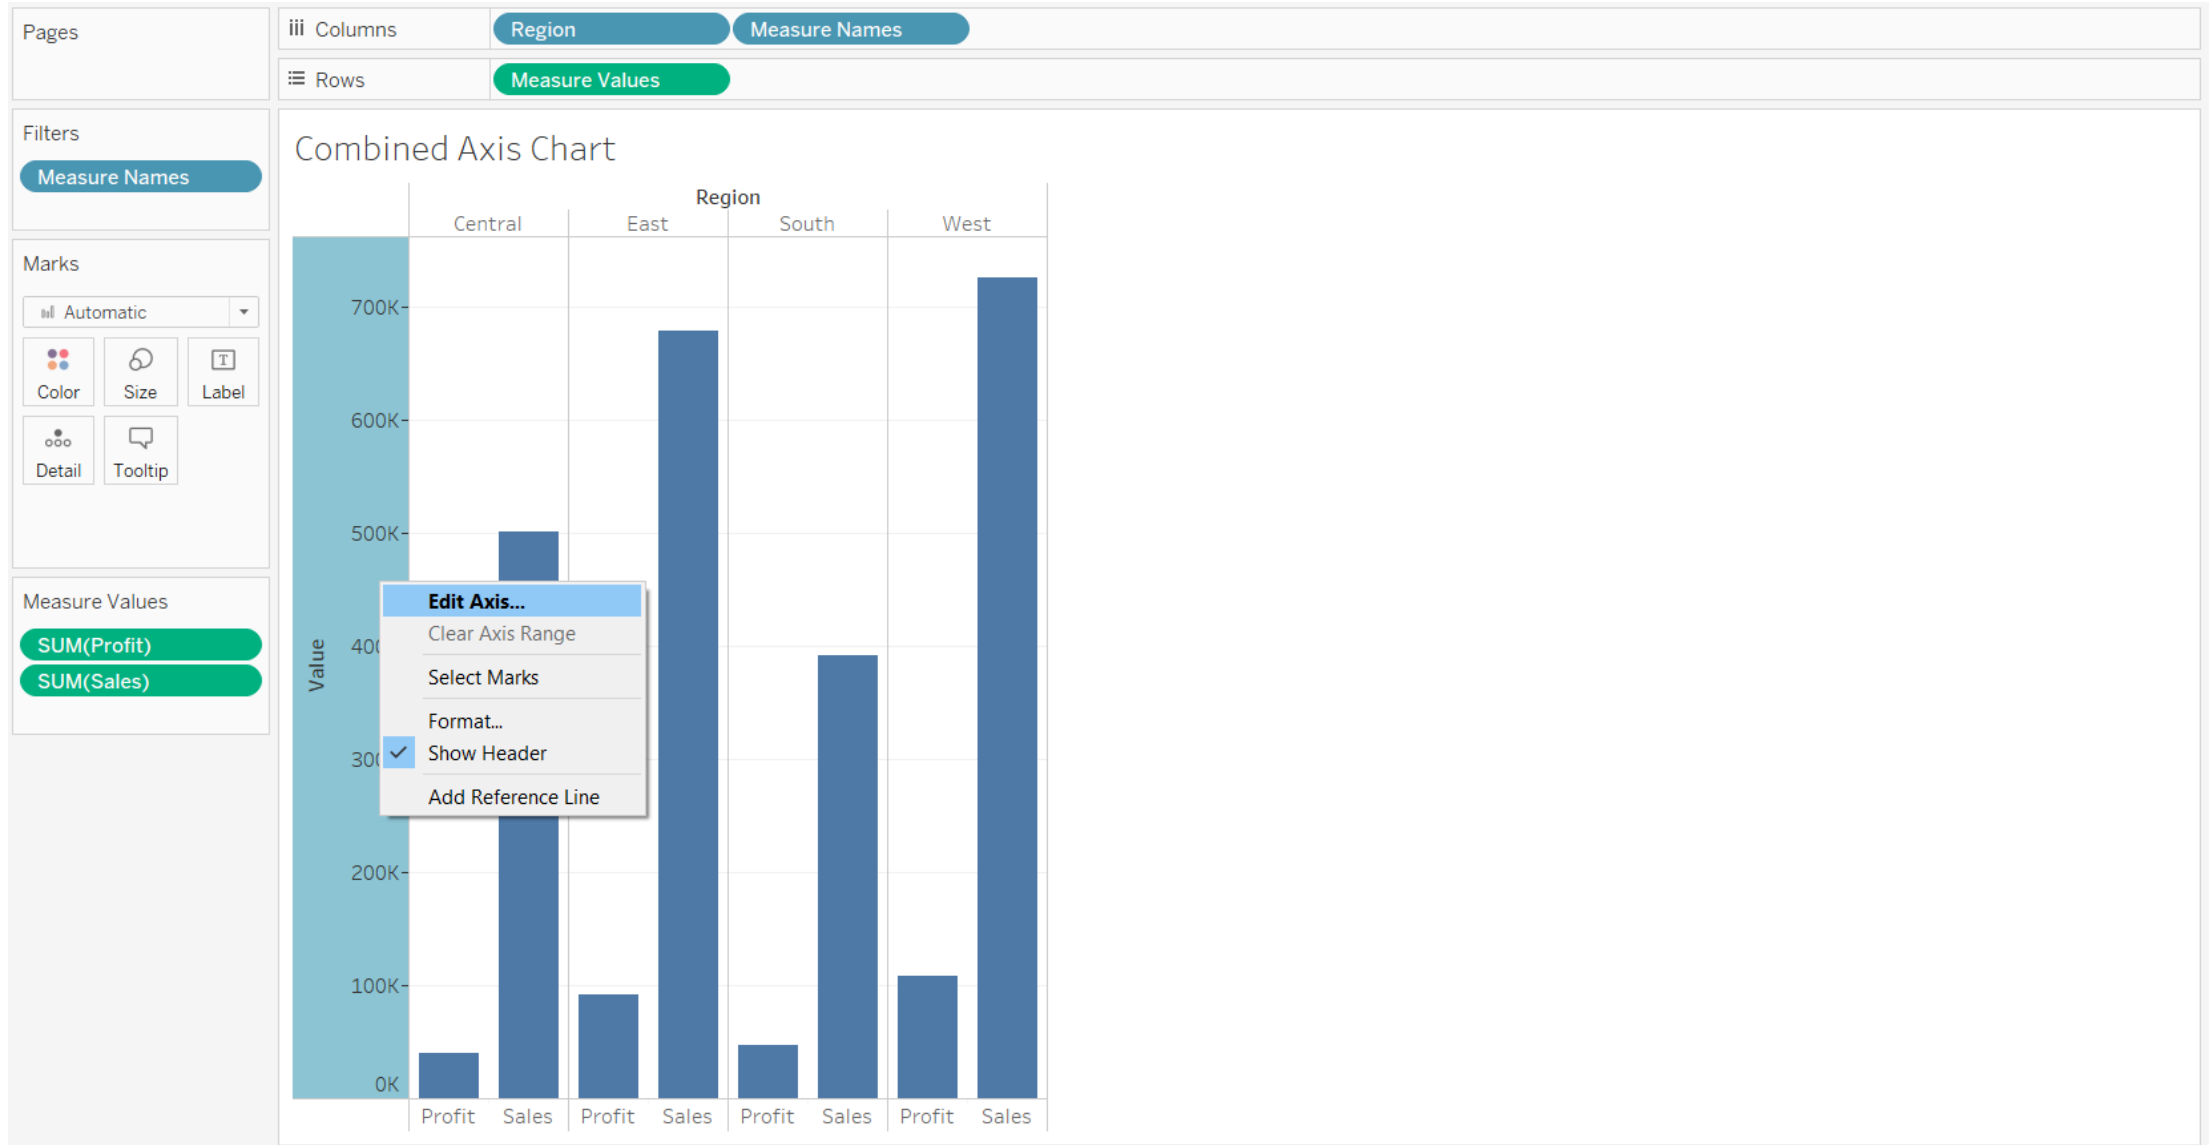 Pages
Columns Region Measure Names
Rows Measure Values
Filters
Measure Names
Marks
Automatic
Color Size Label
Detail Tooltip
Measure Values
SUM(Profit)
SUM(Sales)
Combined Axis Chart
Region
Central East South West
Value
700K
600K
500K
400
300
200K
100K
0K
Edit Axis...
Clear Axis Range
Select Marks
Format...
Show Header
Add Reference Line
Profit Sales Profit Sales Profit Sales Profit Sales